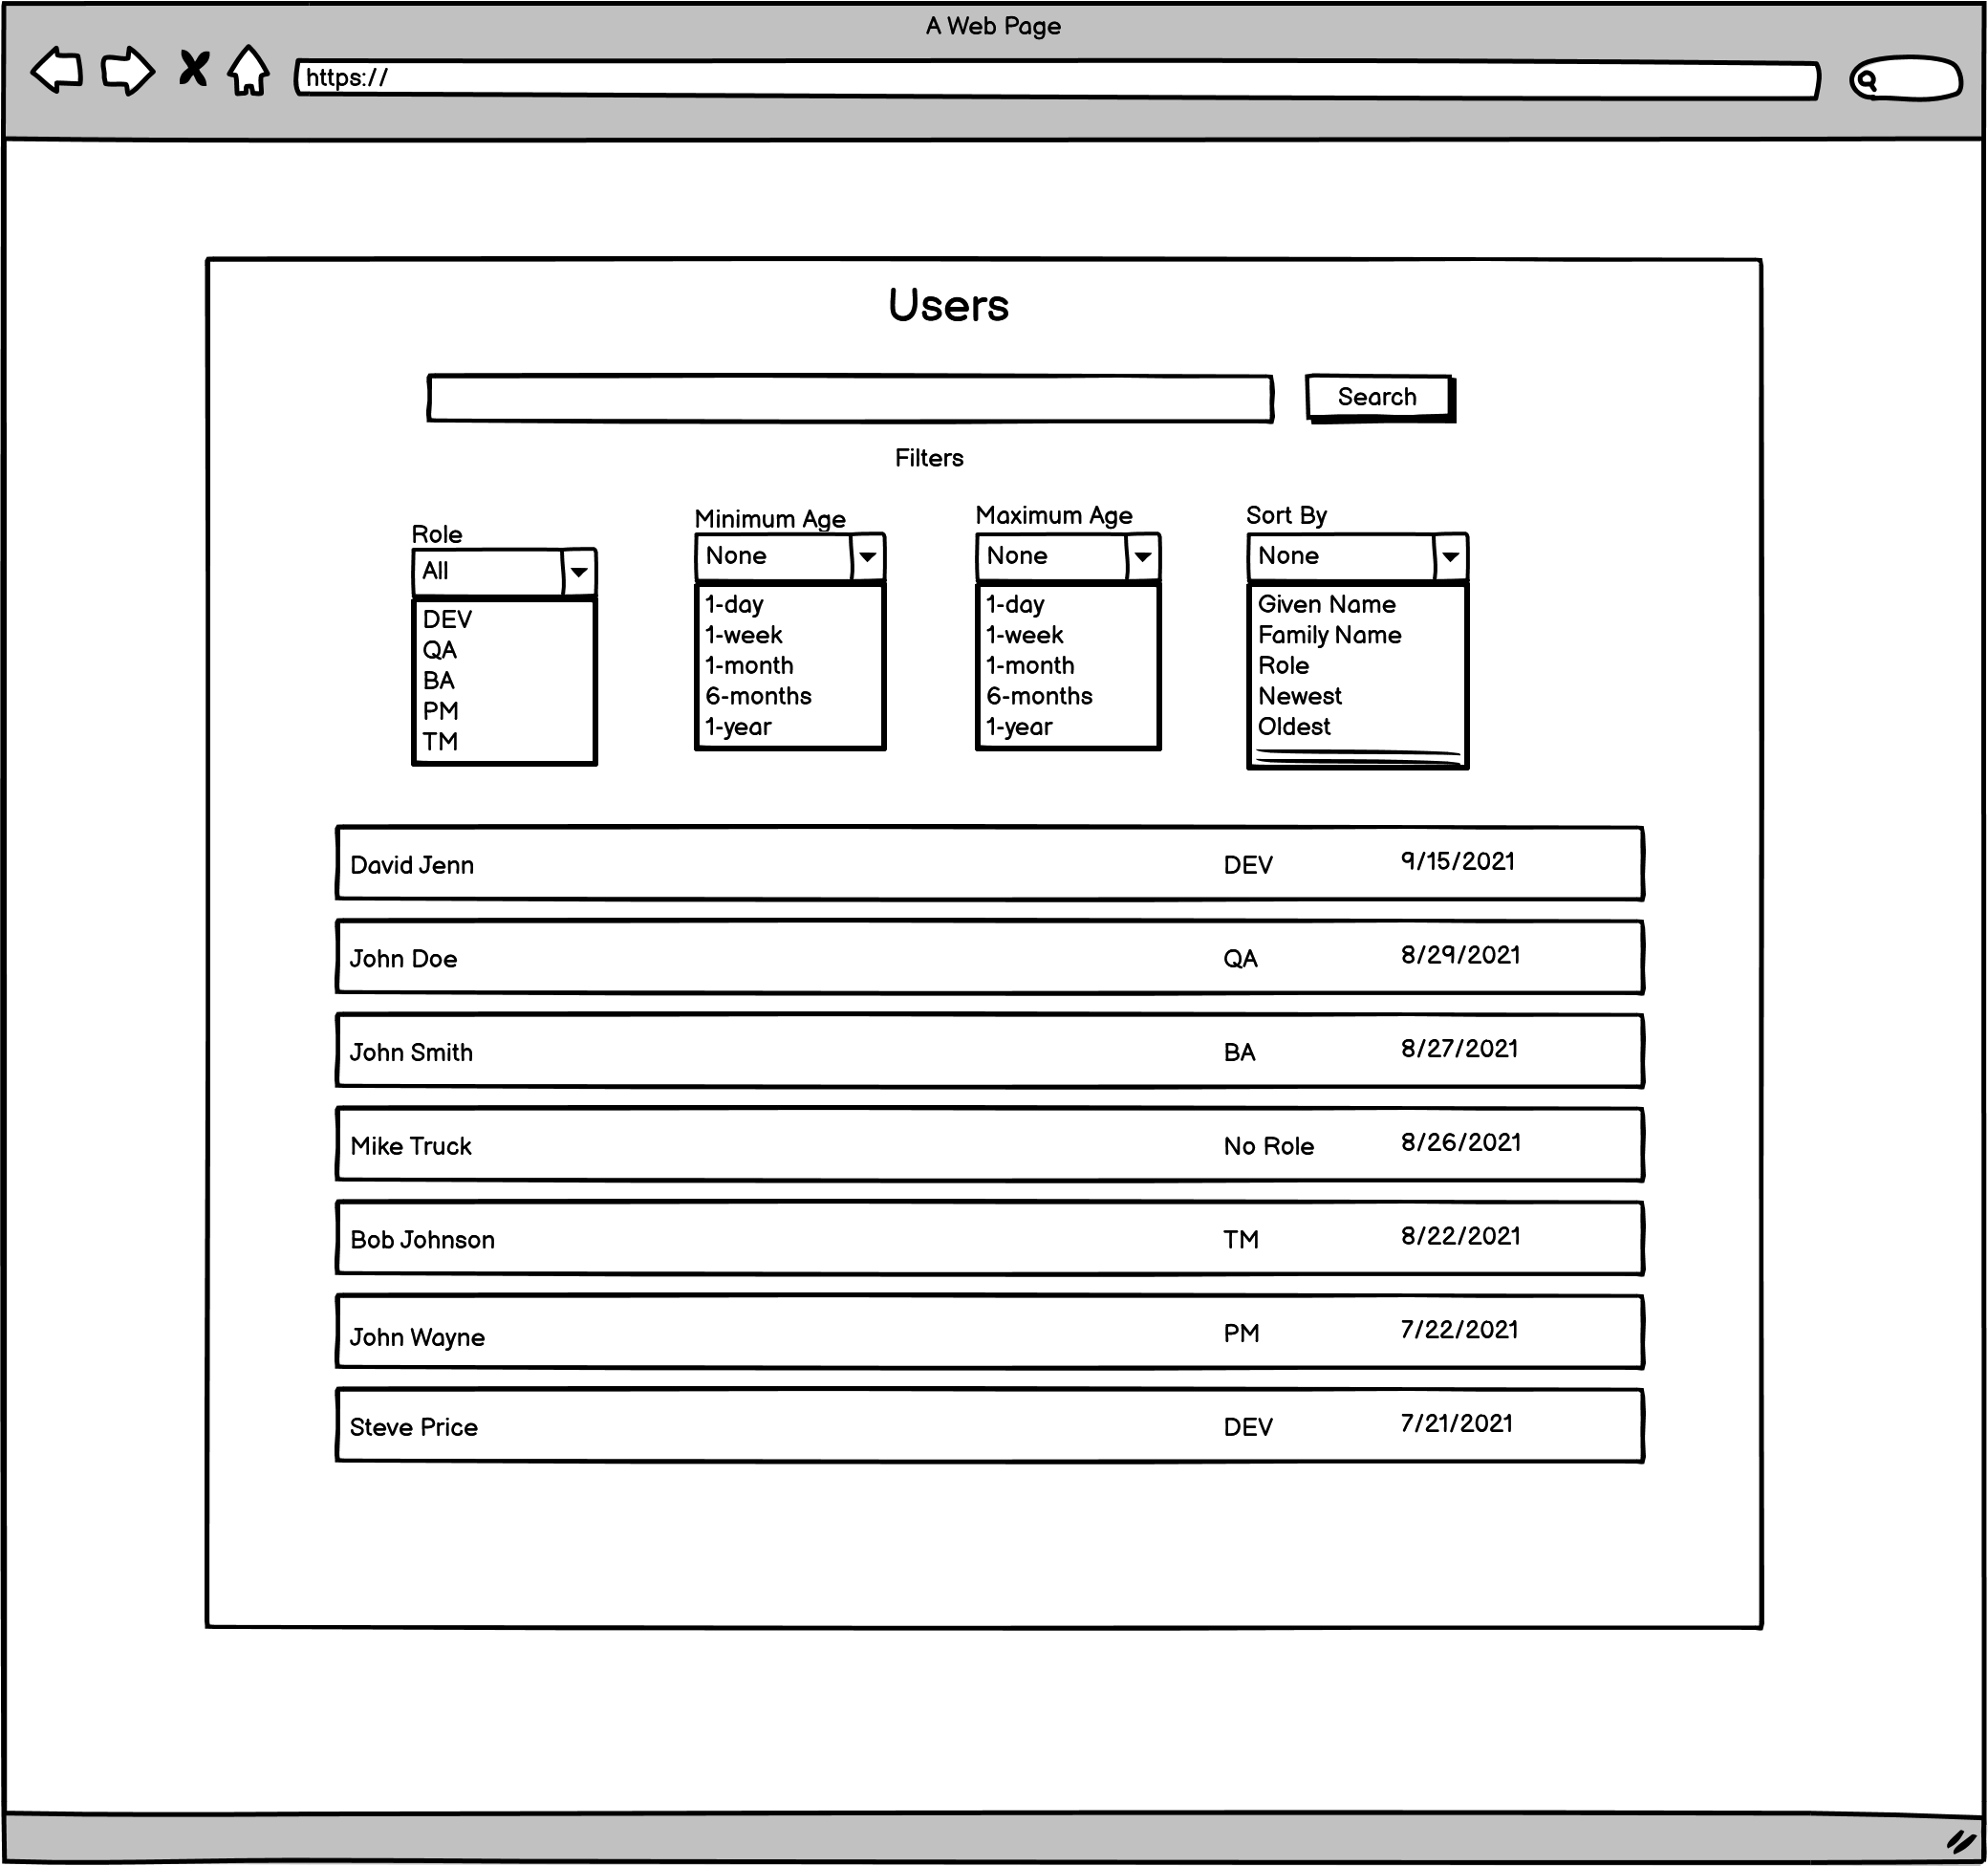 A Web Page
https://
Users
Search
Filters
Role
All
DEV
QA
BA
PM
TM
Minimum Age
None
1-day
1-week
1-month
6-months
1-year
Maximum Age
None
1-day
1-week
1-month
6-months
1-year
Sort By
None
Given Name
Family Name
Role
Newest
Oldest
David Jenn DEV 9/15/2021
John Doe QA 8/29/2021
John Smith BA 8/27/2021
Mike Truck No Role 8/26/2021
Bob Johnson TM 8/22/2021
John Wayne PM 7/22/2021
Steve Price DEV 7/21/2021